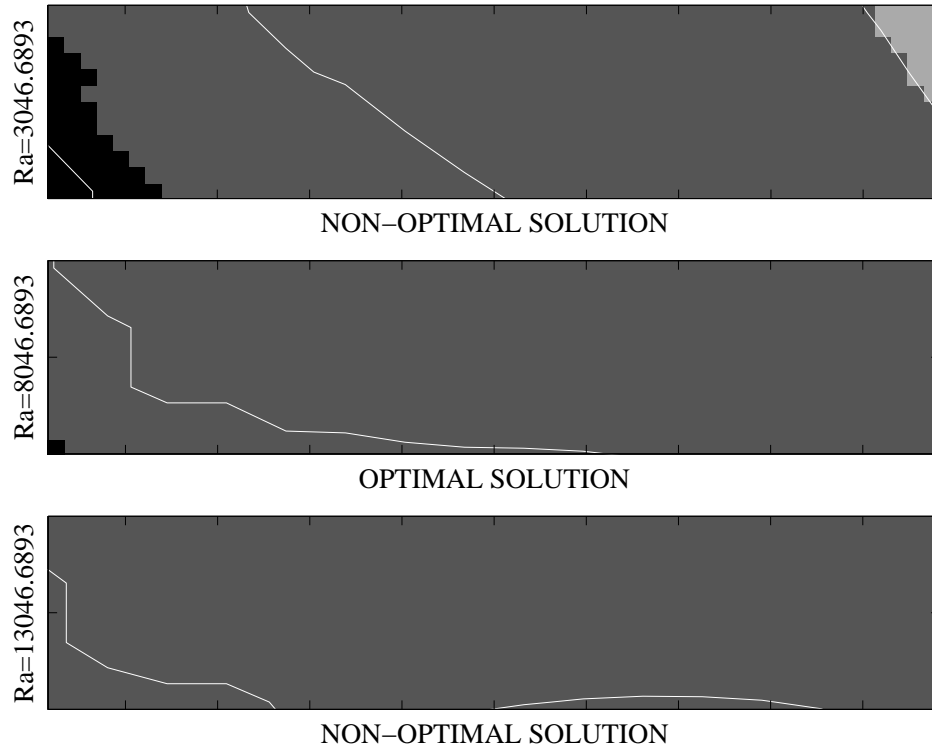 Ra=3046.6893
NON−OPTIMAL SOLUTION
Ra=8046.6893
OPTIMAL SOLUTION
Ra=13046.6893
NON−OPTIMAL SOLUTION